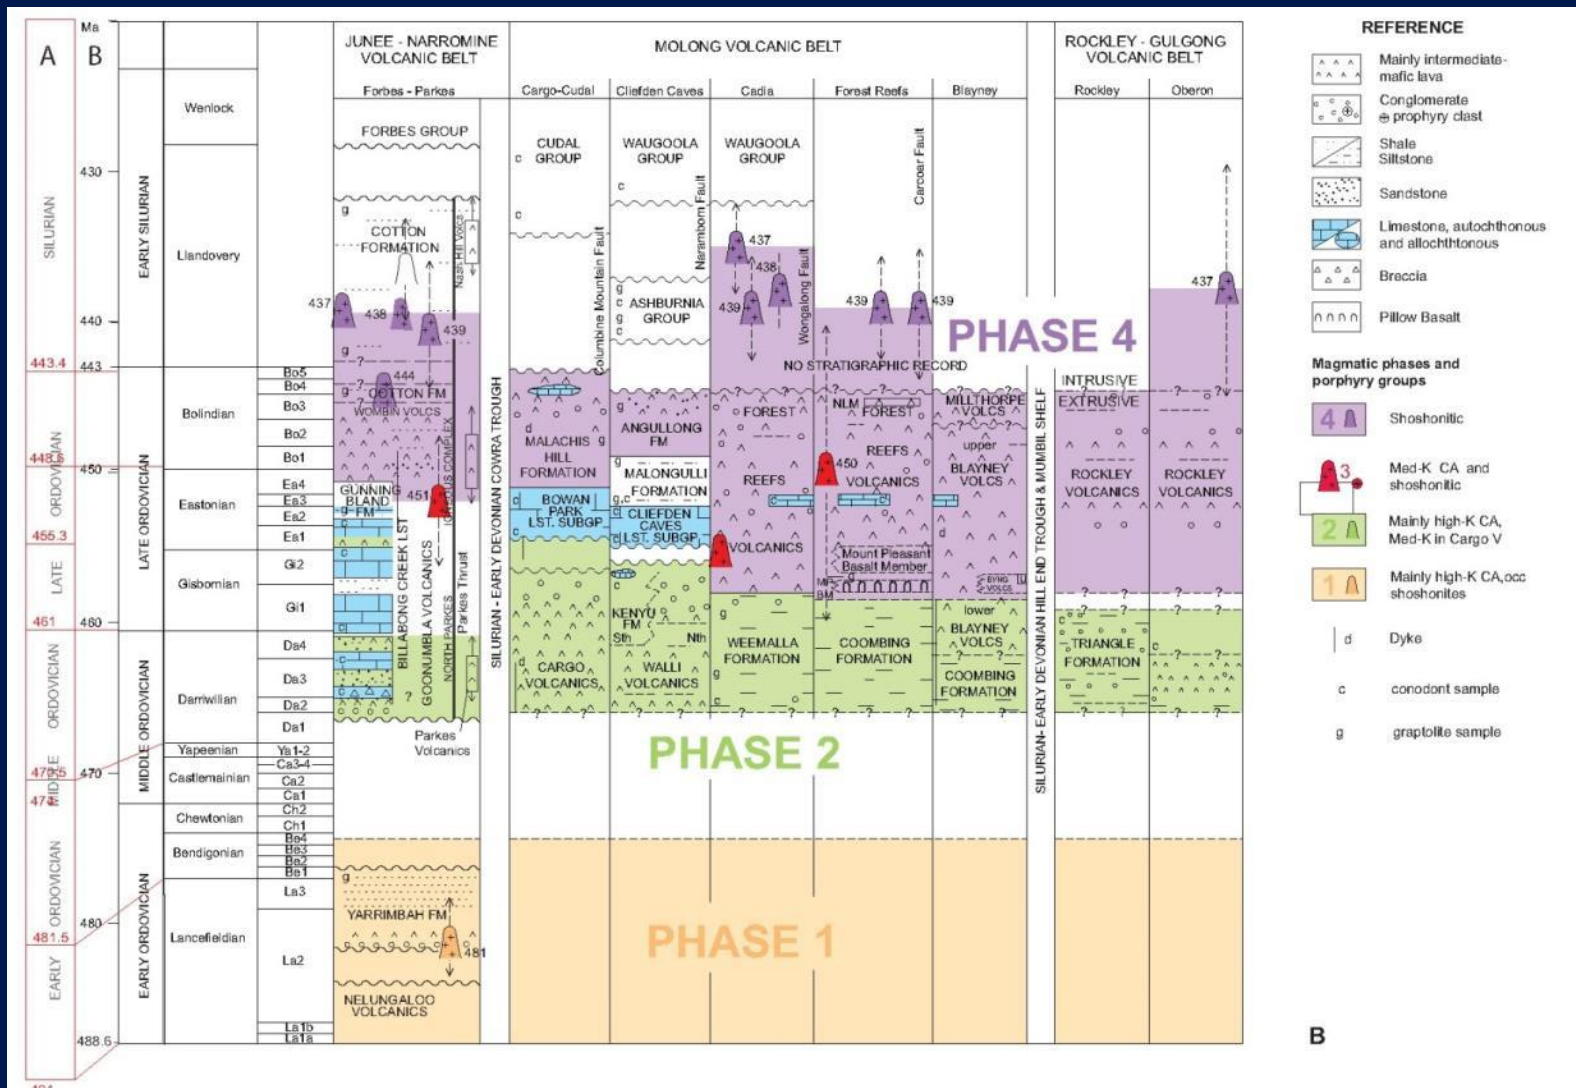 A
B
Ma
JUNEE - NARROMINE
VOLCANIC BELT
MOLONG VOLCANIC BELT
ROCKLEY - GULGONG
VOLCANIC BELT
Forbes - Parkes
Cargo-Cudal
Cliefden Caves
Cadia
Forest Reefs
Blayney
Rockley
Oberon
SILURIAN
ORDOVICIAN
LATE
ORDOVICIAN
MIDDLE
ORDOVICIAN
EARLY
443.4
455.3
461
481.5
430
440
443
450
460
470
480
488.6
EARLY SILURIAN
LATE ORDOVICIAN
MIDDLE ORDOVICIAN
EARLY ORDOVICIAN
Wenlock
Llandovery
Bolindian
Eastonian
Gisbornian
Darriwilian
Yapeenian
Castlemainian
Chewtonian
Bendigonian
Lancefieldian
Bo5
Bo4
Bo3
Bo2
Bo1
Ea4
Ea3
Ea2
Ea1
Gi2
Gi1
Da4
Da3
Da2
Da1
Ya1-2
Ca3-4
Ca2
Ca1
Ch2
Ch1
Be4
Be3
Be2
Be1
La3
La2
La1b
La1a
FORBES GROUP
g
COTTON
FORMATION
Nash Hill Volcs
437
438
439
g
444
COTTON FM
WOMBIN VOLCS
451
GUNNING
BLAND
FM
BILLABONG CREEK LST
GOONUMBLA VOLCANICS
NORTH PARKES
IGNEOUS COMPLEX
Parkes Thrust
Parkes
Volcanics
g
YARRIMBAH FM
481
NELUNGALOO
VOLCANICS
SILURIAN - EARLY DEVONIAN COWRA TROUGH
CUDAL
GROUP
c
c
Columbine Mountain Fault
MALACHIS
HILL
FORMATION
d
g
BOWAN
PARK
LST. SUBGP
CARGO
VOLCANICS
d
WAUGOOLA
GROUP
c
Narambom Fault
g
c
ASHBURNIA
g
GROUP
c
ANGULLONG
FM
g
MALONGULLI
FORMATION
g,c
CLIEFDEN
CAVES
LST. SUBGP
KENYU
FM
Sth
Nth
WALLI
VOLCANICS
WAUGOOLA
GROUP
437
438
439
Wongalong Fault
NO STRATIGRAPHIC RECORD
FOREST
REEFS
VOLCANICS
g
WEEMALLA
FORMATION
g
c
Carcoar Fault
439
439
NLM
FOREST
450
REEFS
VOLCANICS
Mount Pleasant
Basalt Member
g
COOMBING
FORMATION
MILLTHORPE
VOLCS
upper
BLAYNEY
VOLCS
d
BYNG
VOLCS
lower
BLAYNEY
VOLCS
COOMBING
FORMATION
SILURIAN- EARLY DEVONIAN HILL END TROUGH & MUMBIL SHELF
INTRUSIVE
EXTRUSIVE
ROCKLEY
VOLCANICS
TRIANGLE
FORMATION
437
ROCKLEY
VOLCANICS
c
PHASE 4
PHASE 2
PHASE 1
REFERENCE
Mainly intermediate-
mafic lava
Conglomerate
prophyry clast
Shale
Siltstone
Sandstone
Limestone, autochthonous
and allochthtonous
Breccia
Pillow Basalt
Magmatic phases and
porphyry groups
4
Shoshonitic
3
Med-K CA and
shoshonitic
2
Mainly high-K CA,
Med-K in Cargo V
1
Mainly high-K CA,occ
shoshonites
d
Dyke
c
conodont sample
g
graptolite sample
B